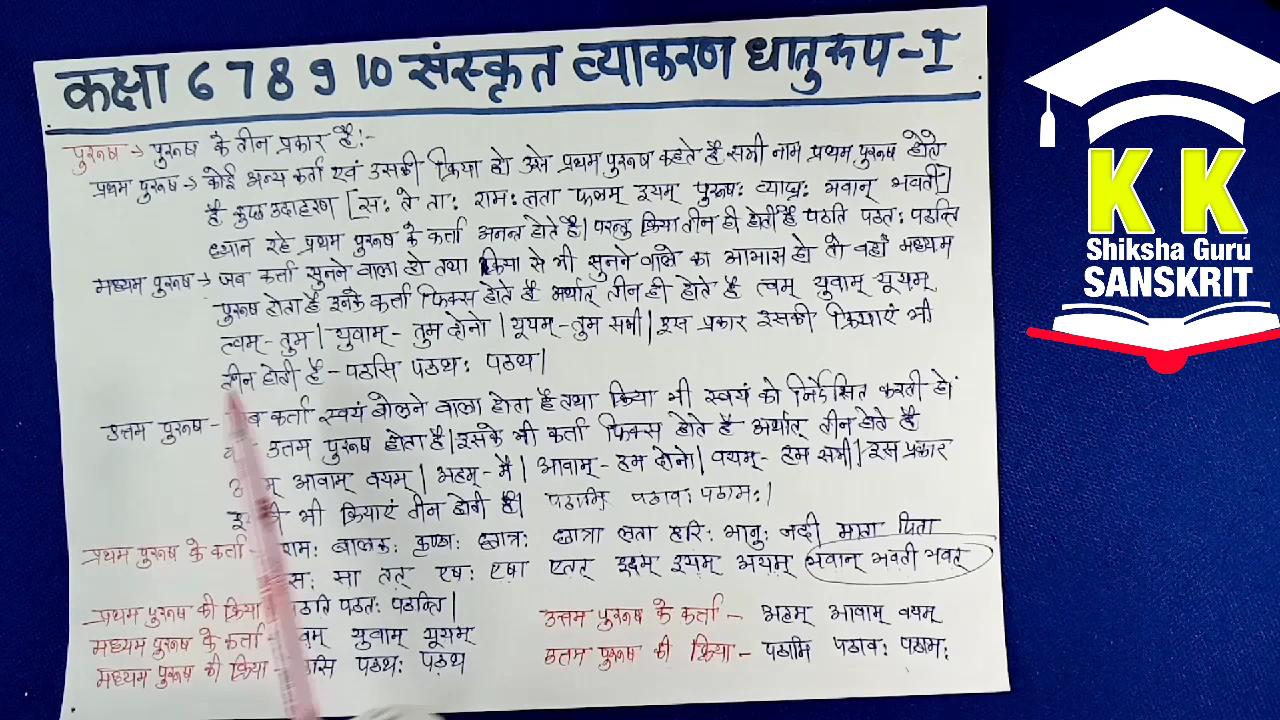 कक्षा 6 7 8 9 10 संस्कृत व्याकरण धातुरूप-I
पुरुष → पुरुष के तीन प्रकार है:-
प्रथम पुरुष → कोई अन्य कर्ता एवं उसकी क्रिया हो उसे प्रथम पुरुष कहते है सभी नाम प्रथम पुरुष होते
है कुछ उदाहरण [सः ते ताः रामः लता फलम् इयम् पुरुषः व्याघ्रः भवान् भवती]
ध्यान रहे प्रथम पुरुष के कर्ता अनन्त होते है। परन्तु क्रिया तीन ही होती है पठति पठतः पठन्ति
मध्यम पुरुष → जब कर्त्ता सुनने वाला हो तथा क्रिया से भी सुनने वाले का आभास हो तो वहाँ मध्यम
पुरुष होता है इनके कर्त्ता फिक्स होते है अर्थात् तीन ही होते है त्वम् युवाम् यूयम्
त्वम् - तुम | युवाम् - तुम दोनो | यूयम् - तुम सभी | इस प्रकार इसकी क्रियाएं भी
तीन होती है - पठसि पठथः पठथ |
उत्तम पुरुष - कर्त्ता स्वयं बोलने वाला होता है तथा क्रिया भी स्वयं को निर्देसित करती हो
उत्तम पुरुष होता है | इसके भी कर्ता फिक्स होते है अर्थात् तीन होते है
आवाम् वयम् | अहम् - मै | आवाम् - हम दोनो | वयम् - हम सभी | इस प्रकार
भी क्रियाएं तीन होती है | पठामि पठावः पठामः |
प्रथम पुरुष के कर्त्ता - रामः बालकः कृष्णः छात्रः छात्रा लता हरिः भानुः नदी माता पिता
सः सा तत् एषः एषा एतत् इदम् इयम् अयम् भवान् भवती भवत्
प्रथम पुरुष की क्रिया पठति पठतः पठन्ति |
मध्यम पुरुष के कर्त्ता - युवाम् यूयम्
मध्यम पुरुष की क्रिया - पठथः पठथ
उत्तम पुरुष के कर्त्ता - अहम् आवाम् वयम्
उत्तम पुरुष की क्रिया - पठामि पठावः पठामः
K K
Shiksha Guru
SANSKRIT